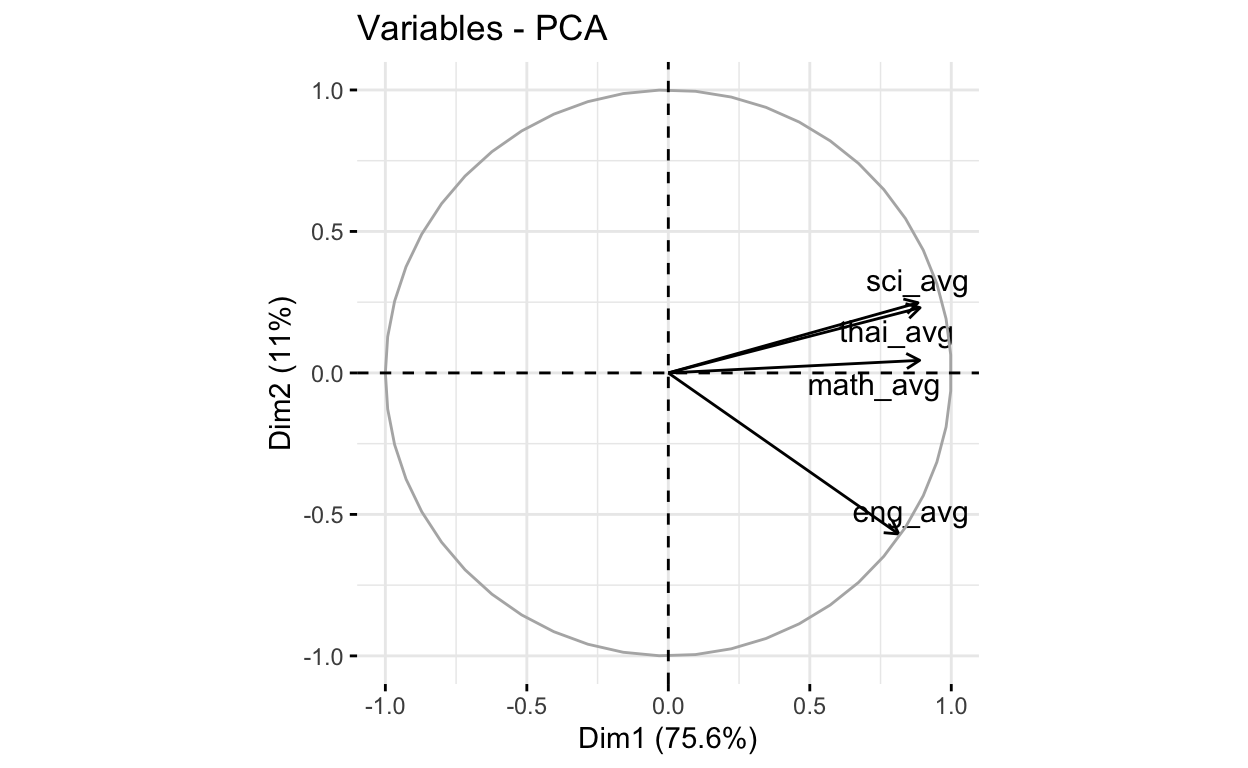 Variables - PCA
1.0
0.5
0.0
-0.5
-1.0
Dim2 (11%)
sci_avg
thai_avg
math_avg
eng_avg
-1.0 -0.5 0.0 0.5 1.0
Dim1 (75.6%)